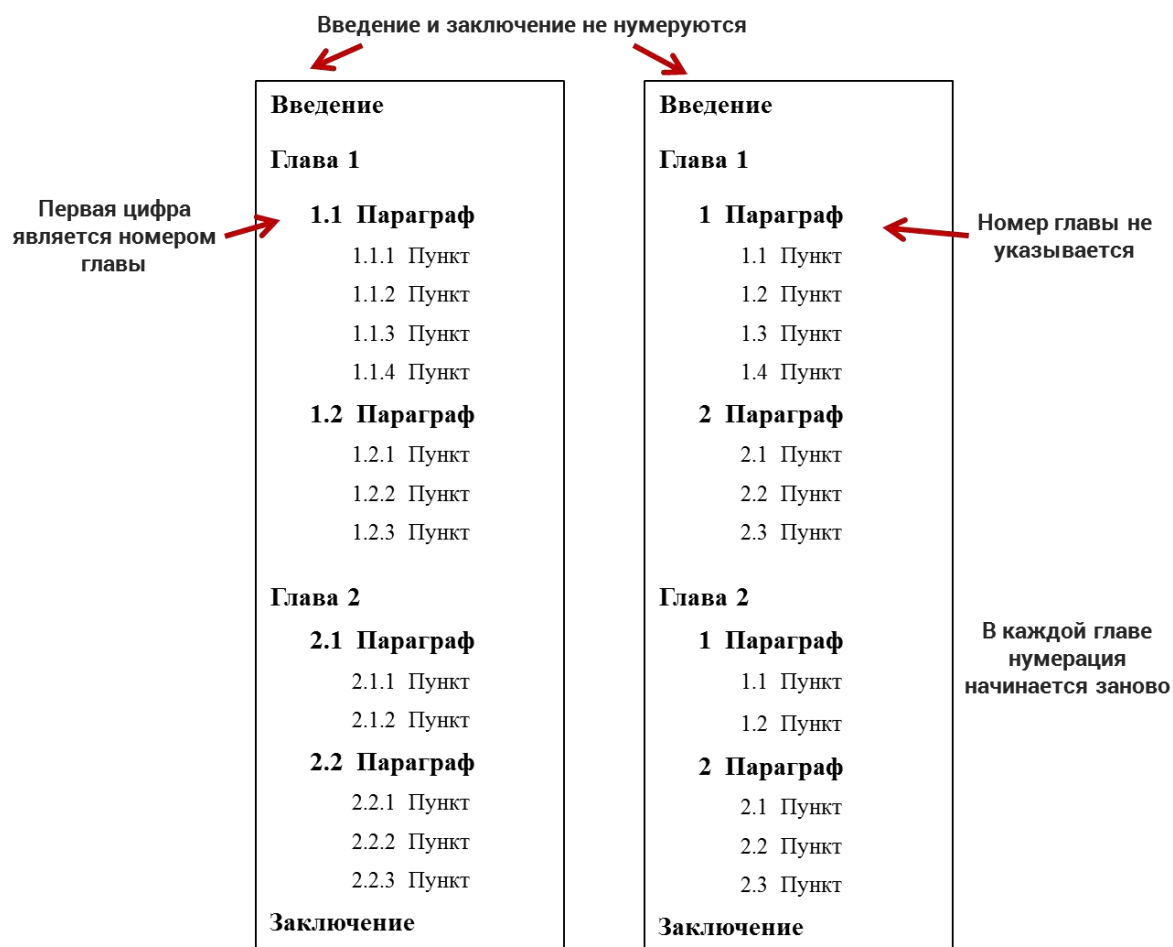 Введение и заключение не нумеруются
Введение
Глава 1
Первая цифра
является номером
главы
1.1 Параграф
1.1.1 Пункт
1.1.2 Пункт
1.1.3 Пункт
1.1.4 Пункт
1.2 Параграф
1.2.1 Пункт
1.2.2 Пункт
1.2.3 Пункт
Глава 2
2.1 Параграф
2.1.1 Пункт
2.1.2 Пункт
2.2 Параграф
2.2.1 Пункт
2.2.2 Пункт
2.2.3 Пункт
Заключение
Введение
Глава 1
1 Параграф
1.1 Пункт
1.2 Пункт
1.3 Пункт
1.4 Пункт
2 Параграф
2.1 Пункт
2.2 Пункт
2.3 Пункт
Глава 2
1 Параграф
1.1 Пункт
1.2 Пункт
2 Параграф
2.1 Пункт
2.2 Пункт
2.3 Пункт
Заключение
Номер главы не
указывается
В каждой главе
нумерация
начинается заново